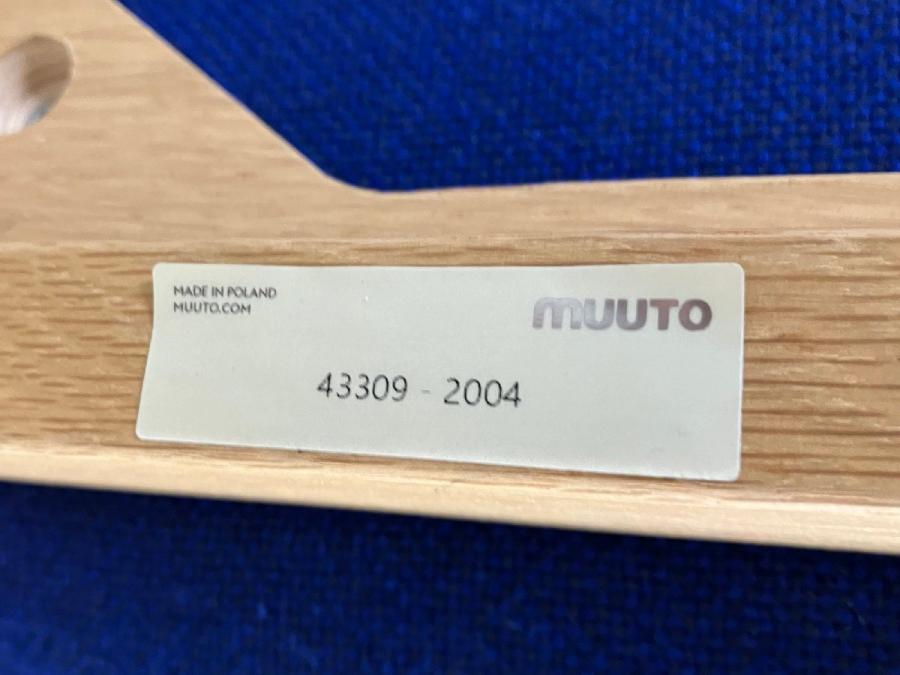 MADE IN POLAND
MUUTO.COM
muuto
43309 - 2004